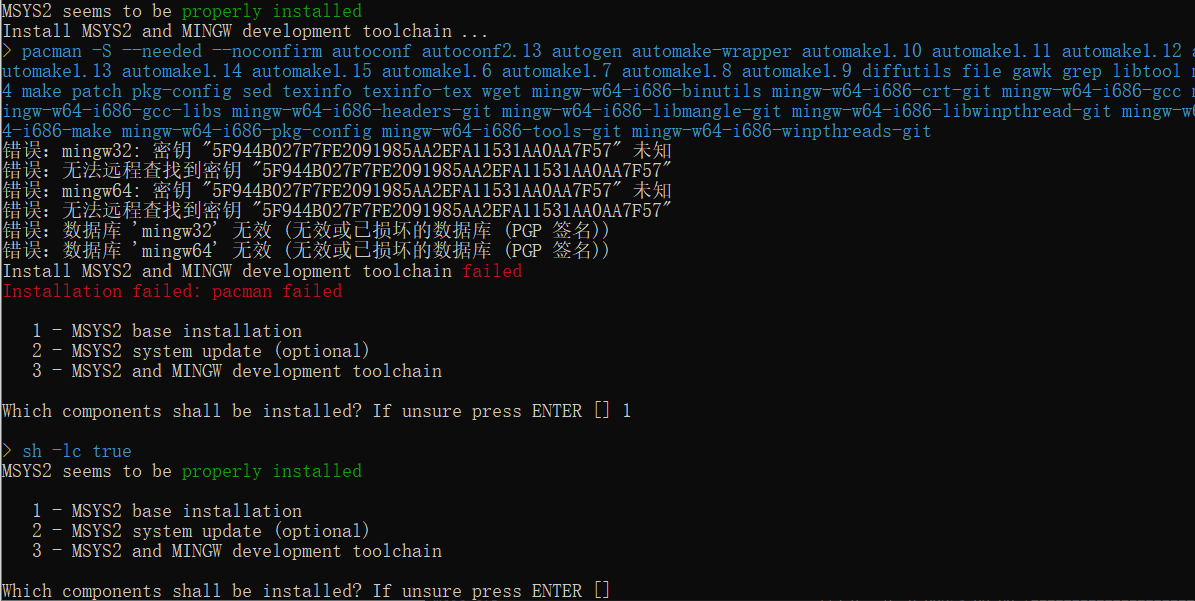 MSYS2 seems to be properly installed
Install MSYS2 and MINGW development toolchain ...
> pacman -S --needed --noconfirm autoconf autoconf2.13 autogen automake-wrapper automake1.10 automake1.11 automake1.12 a
utomake1.13 automake1.14 automake1.15 automake1.6 automake1.7 automake1.8 automake1.9 diffutils file gawk grep libtool m
4 make patch pkg-config sed texinfo texinfo-tex wget mingw-w64-i686-binutils mingw-w64-i686-crt-git mingw-w64-i686-gcc m
ingw-w64-i686-gcc-libs mingw-w64-i686-headers-git mingw-w64-i686-libmangle-git mingw-w64-i686-libwinpthread-git mingw-w6
4-i686-make mingw-w64-i686-pkg-config mingw-w64-i686-tools-git mingw-w64-i686-winpthreads-git
错误：mingw32: 密钥 "5F944B027F7FE2091985AA2EFA11531AA0AA7F57" 未知
错误：无法远程查找到密钥 "5F944B027F7FE2091985AA2EFA11531AA0AA7F57"
错误：mingw64: 密钥 "5F944B027F7FE2091985AA2EFA11531AA0AA7F57" 未知
错误：无法远程查找到密钥 "5F944B027F7FE2091985AA2EFA11531AA0AA7F57"
错误：数据库 'mingw32' 无效 (无效或已损坏的数据库 (PGP 签名))
错误：数据库 'mingw64' 无效 (无效或已损坏的数据库 (PGP 签名))
Install MSYS2 and MINGW development toolchain failed
Installation failed: pacman failed
1 - MSYS2 base installation
2 - MSYS2 system update (optional)
3 - MSYS2 and MINGW development toolchain
Which components shall be installed? If unsure press ENTER [] 1
> sh -lc true
MSYS2 seems to be properly installed
1 - MSYS2 base installation
2 - MSYS2 system update (optional)
3 - MSYS2 and MINGW development toolchain
Which components shall be installed? If unsure press ENTER []